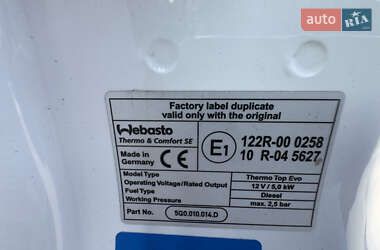 auto RIA
Factory label duplicate
valid only with the original
Webasto
Thermo & Comfort SE
Made in
Germany
CE
E1
122R-00 0258
10 R-04 5627
Model Type Thermo Top Evo
Operating Voltage/Rated Output 12 V / 5,0 kW
Fuel Type Diesel
Working Pressure max. 2,5 bar
Part No. 5Q0.010.014.D